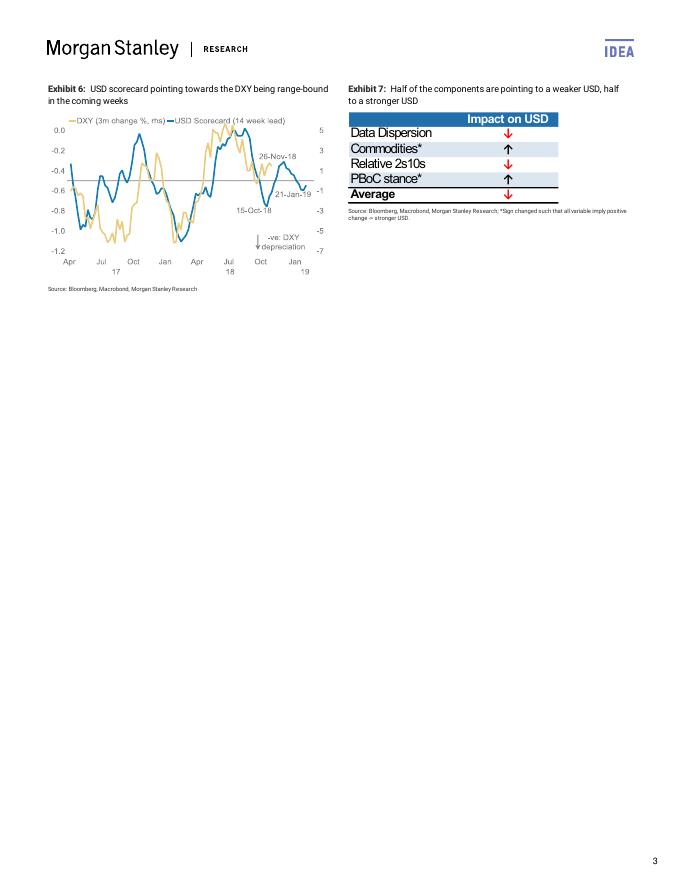 Morgan Stanley | RESEARCH
IDEA
Exhibit 6: USD scorecard pointing towards the DXY being range-bound
in the coming weeks
DXY (3m change %, rhs) USD Scorecard (14 week lead)
0.0
-0.2
-0.4
-0.6
-0.8
-1.0
-1.2
5
3
1
-1
-3
-5
-7
26-Nov-18
21-Jan-19
15-Oct-18
-ve: DXY
depreciation
Apr Jul Oct Jan Apr Jul Oct Jan
17 18 19
Source: Bloomberg, Macrobond, Morgan Stanley Research
Exhibit 7: Half of the components are pointing to a weaker USD, half
to a stronger USD
Impact on USD
Data Dispersion ↓
Commodities* ↑
Relative 2s10s ↓
PBoC stance* ↑
Average ↓
Source: Bloomberg, Macrobond, Morgan Stanley Research; *Sign changed such that all variable imply positive
change -> stronger USD.
3